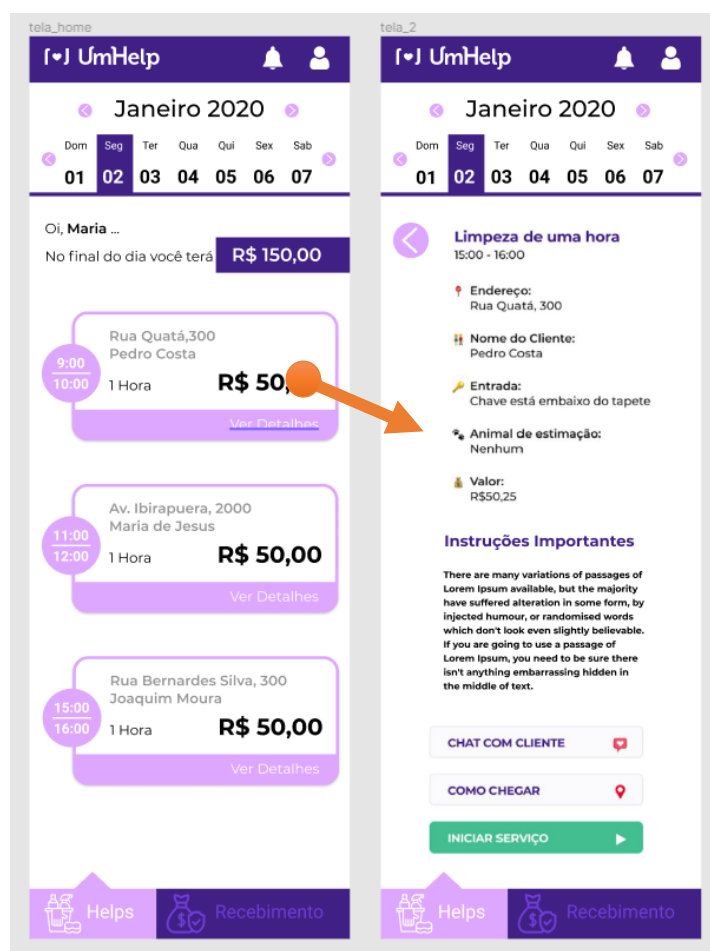 tela_home
UmHelp
Janeiro 2020
Dom Seg Ter Qua Qui Sex Sab
01 02 03 04 05 06 07
Oi, Maria ...
No final do dia você terá R$ 150,00
Rua Quatá,300
Pedro Costa
9:00
10:00
1 Hora R$ 50,
Ver Detalhes
Av. Ibirapuera, 2000
Maria de Jesus
11:00
12:00
1 Hora R$ 50,00
Ver Detalhes
Rua Bernardes Silva, 300
Joaquim Moura
15:00
16:00
1 Hora R$ 50,00
Ver Detalhes
Helps Recebimento
tela_2
UmHelp
Janeiro 2020
Dom Seg Ter Qua Qui Sex Sab
01 02 03 04 05 06 07
Limpeza de uma hora
15:00 - 16:00
Endereço:
Rua Quatá, 300
Nome do Cliente:
Pedro Costa
Entrada:
Chave está embaixo do tapete
Animal de estimação:
Nenhum
Valor:
R$50,25
Instruções Importantes
There are many variations of passages of
Lorem Ipsum available, but the majority
have suffered alteration in some form, by
injected humour, or randomised words
which don't look even slightly believable.
If you are going to use a passage of
Lorem Ipsum, you need to be sure there
isn't anything embarrassing hidden in
the middle of text.
CHAT COM CLIENTE
COMO CHEGAR
INICIAR SERVIÇO
Helps Recebimento